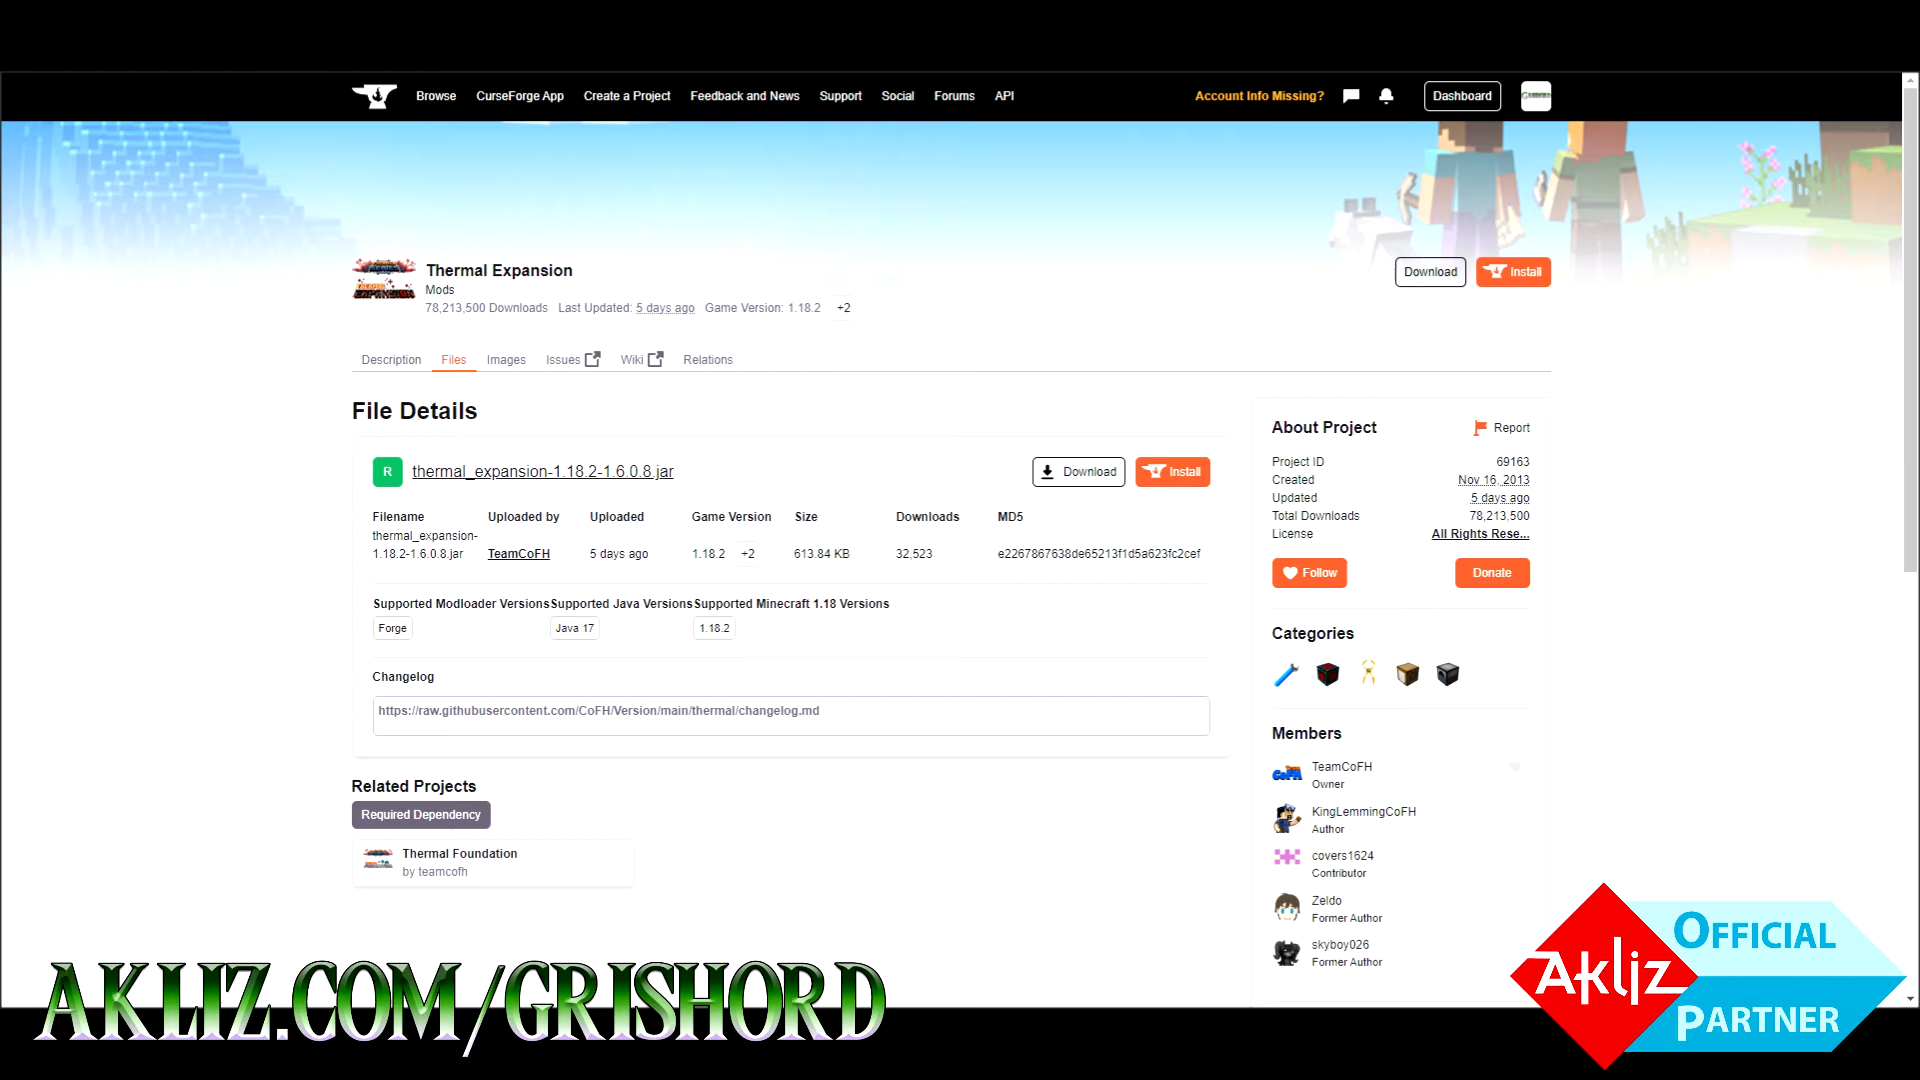 Browse CurseForge App Create a Project Feedback and News Support Social Forums API Account Info Missing? Dashboard
Thermal Expansion
Mods
78,213,500 Downloads Last Updated: 5 days ago Game Version: 1.18.2 +2
Download Install
Description Files Images Issues Wiki Relations
File Details
R thermal_expansion-1.18.2-1.6.0.8.jar Download Install
Filename Uploaded by Uploaded Game Version Size Downloads MD5
thermal_expansion-
1.18.2-1.6.0.8.jar TeamCoFH 5 days ago 1.18.2 +2 613.84 KB 32,523 e2267867638de65213f1d5a623fc2cef
Supported Modloader Versions Supported Java Versions Supported Minecraft 1.18 Versions
Forge Java 17 1.18.2
Changelog
https://raw.githubusercontent.com/CoFH/Version/main/thermal/changelog.md
Related Projects
Required Dependency
Thermal Foundation
by teamcofh
About Project Report
Project ID 69163
Created Nov 16, 2013
Updated 5 days ago
Total Downloads 78,213,500
License All Rights Rese...
Follow Donate
Categories
Members
TeamCoFH
Owner
KingLemmingCoFH
Author
covers1624
Contributor
Zeldo
Former Author
skyboy026
Former Author
AKLIZ.COM/GRISHORD
Akliz
OFFICIAL
PARTNER